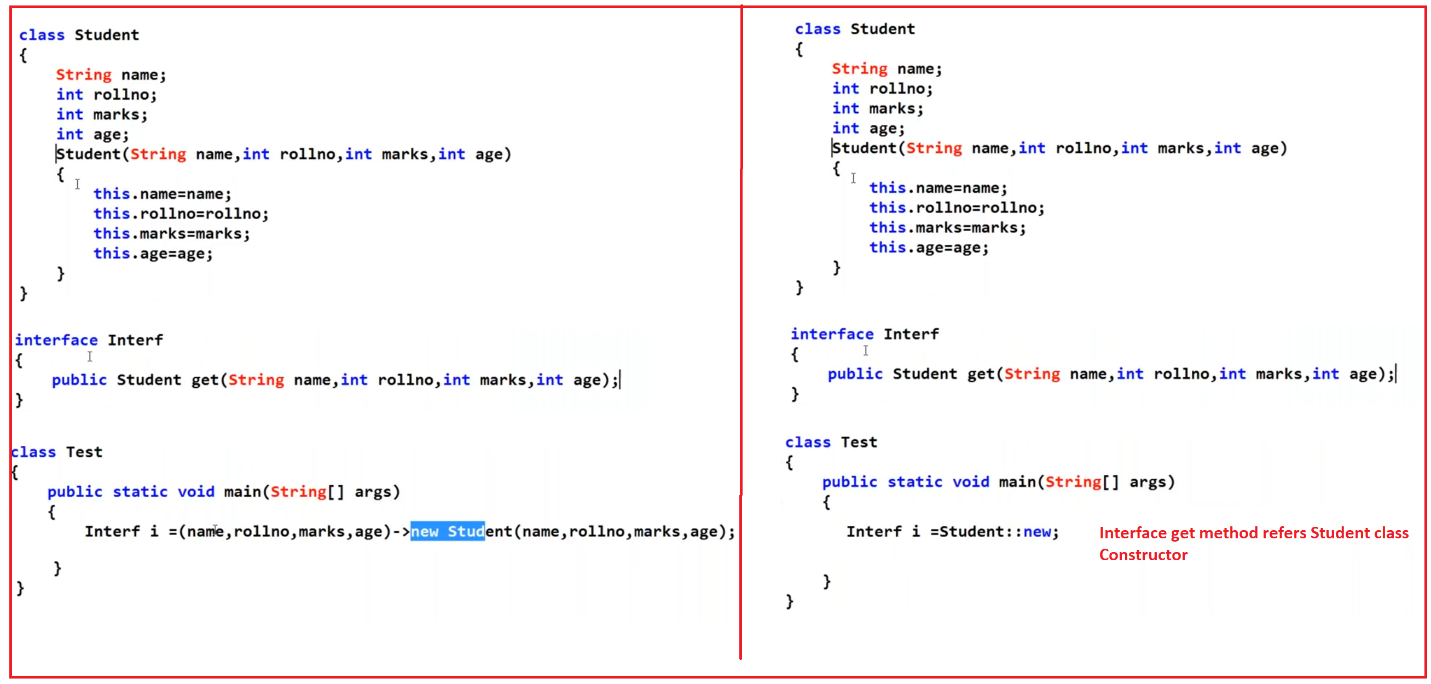 class Student
{
String name;
int rollno;
int marks;
int age;
Student(String name,int rollno,int marks,int age)
{
this.name=name;
this.rollno=rollno;
this.marks=marks;
this.age=age;
}
}
interface Interf
{
public Student get(String name,int rollno,int marks,int age);
}
class Test
{
public static void main(String[] args)
{
Interf i =(name,rollno,marks,age)->new Student(name,rollno,marks,age);
}
}
class Student
{
String name;
int rollno;
int marks;
int age;
Student(String name,int rollno,int marks,int age)
{
this.name=name;
this.rollno=rollno;
this.marks=marks;
this.age=age;
}
}
interface Interf
{
public Student get(String name,int rollno,int marks,int age);
}
class Test
{
public static void main(String[] args)
{
Interf i =Student::new;
Interface get method refers Student class
Constructor
}
}